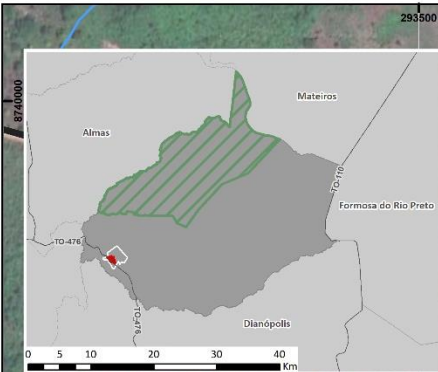 293500
8740000
Mateiros
Almas
TO-110
Formosa do Rio Preto
TO-476
TO-476
Dianópolis
0 5 10 20 30 40
Km